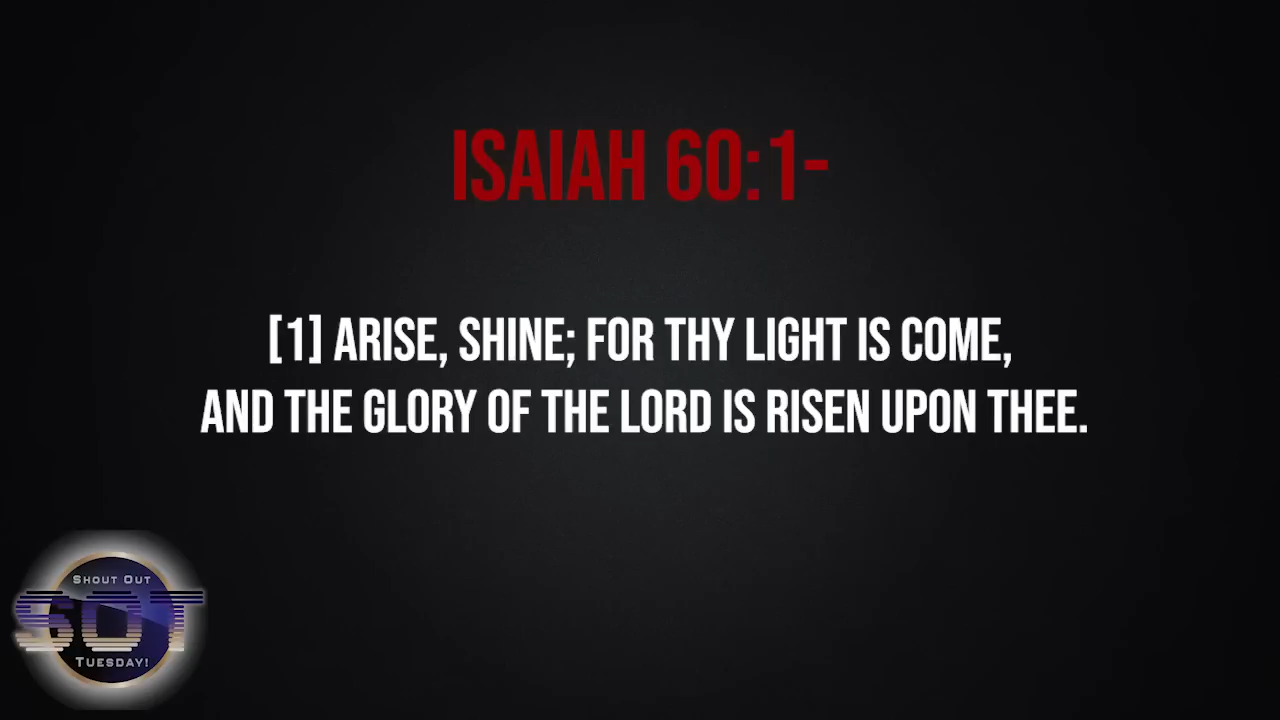 ISAIAH 60:1-
[1] ARISE, SHINE; FOR THY LIGHT IS COME,
AND THE GLORY OF THE LORD IS RISEN UPON THEE.
SHOUT OUT
SOT
TUESDAY!